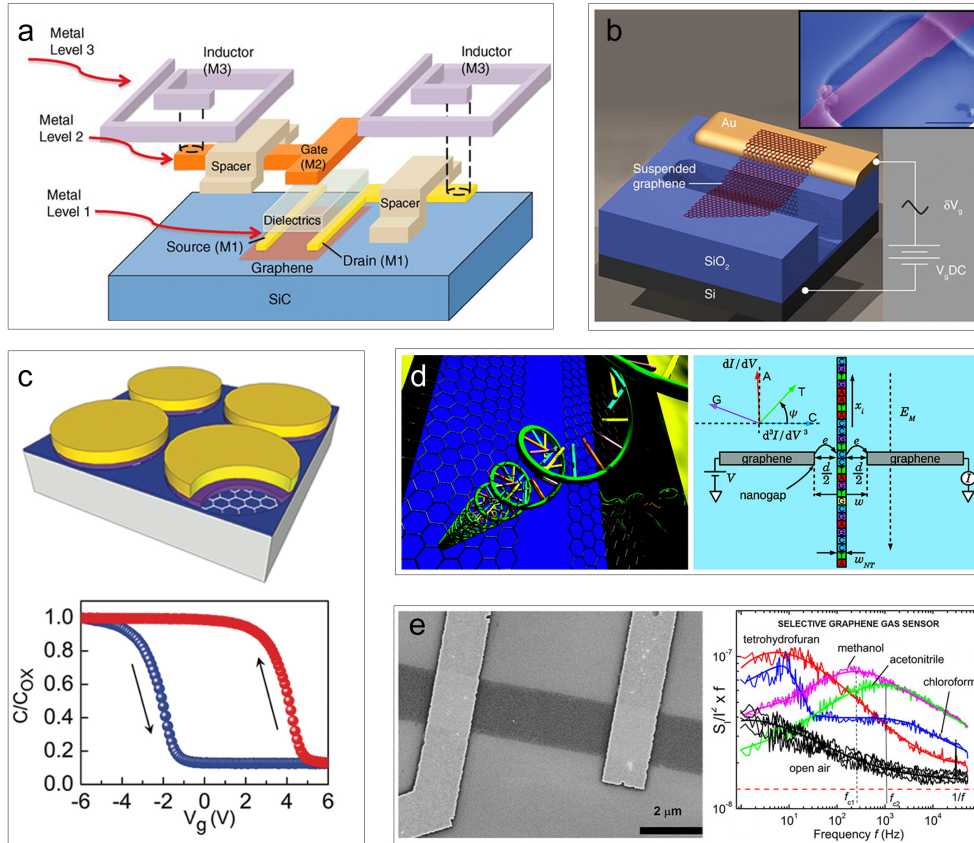 a
Metal
Level 3
Inductor
(M3)
Inductor
(M3)
Metal
Level 2
Spacer
Gate
(M2)
Metal
Level 1
Dielectrics
Spacer
Source (M1)
Drain (M1)
Graphene
SiC
b
Au
Suspended
graphene
SiO2
Si
δVg
VgDC
c
C/COX
1.0
0.8
0.6
0.4
0.2
0.0
-6 -4 -2 0 2 4 6
Vg(V)
d
dI/dV
A
T
G
ψ
C
d³I/dV³
xi
EM
e e
graphene
graphene
d/2 d/2
V
I
nanogap
w
wNT
e
2 μm
SELECTIVE GRAPHENE GAS SENSOR
tetrohydrofuran
methanol
acetonitrile
chloroform
open air
fc1
fc2
1/f
S/I² x f
10⁻⁷
10⁻⁸
10¹ 10² 10³ 10⁴
Frequency f (Hz)